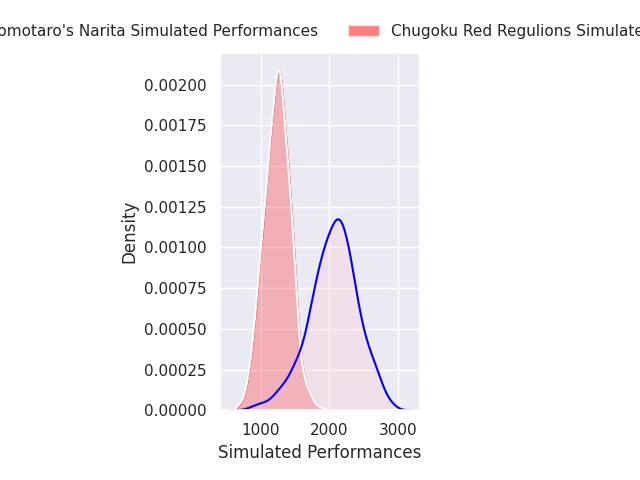 omotaro's Narita Simulated Performances
Chugoku Red Regulions Simulate
0.00200
0.00175
0.00150
0.00125
0.00100
0.00075
0.00050
0.00025
0.00000
Density
1000 2000 3000
Simulated Performances